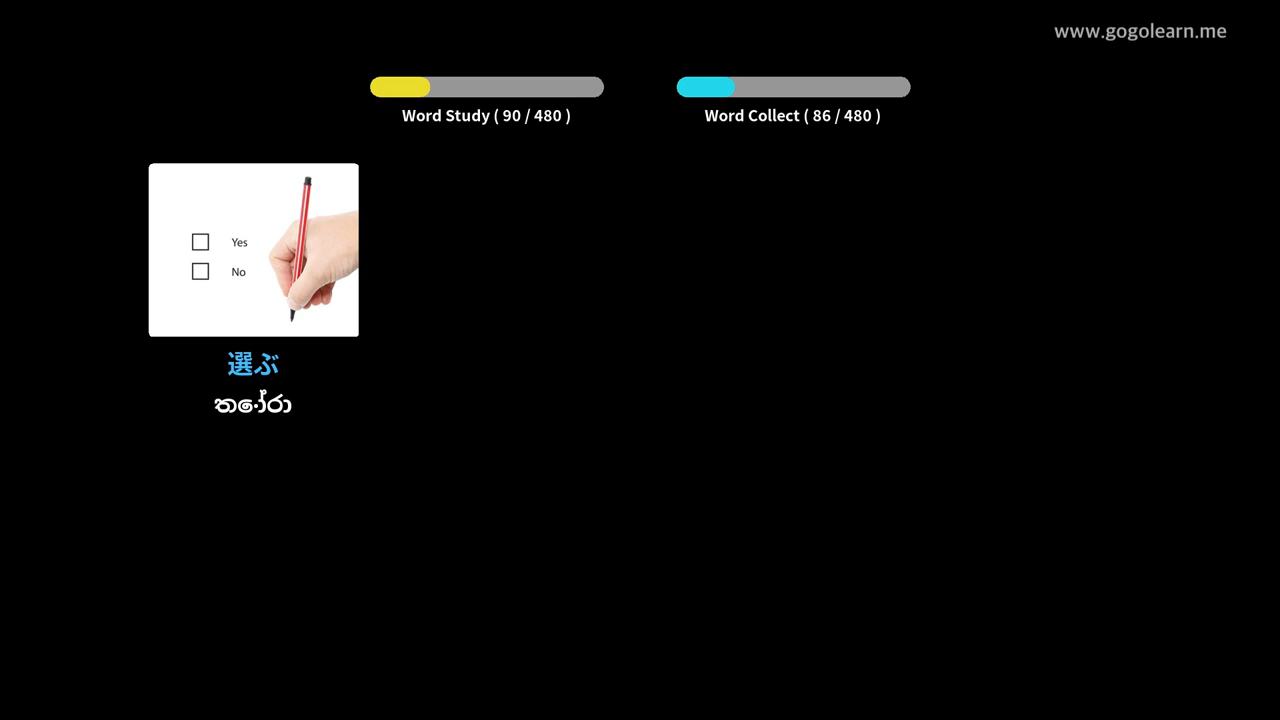 www.gogolearn.me
Word Study ( 90 / 480 )
Word Collect ( 86 / 480 )
Yes
No
選ぶ
තෝරා